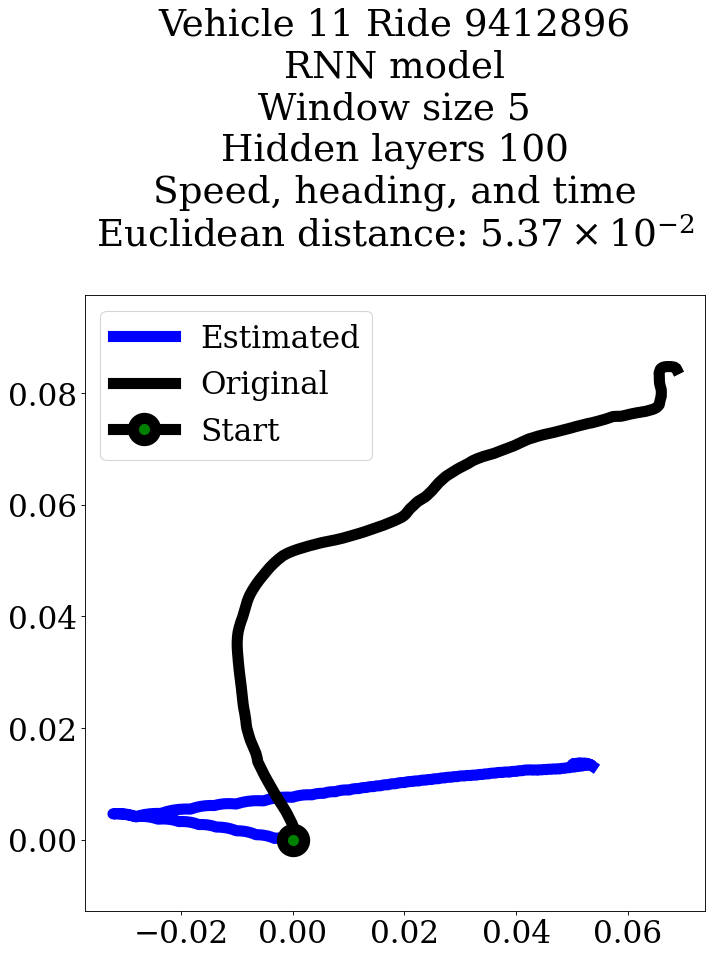 Vehicle 11 Ride 9412896
RNN model
Window size 5
Hidden layers 100
Speed, heading, and time
Euclidean distance: 5.37 × 10⁻²
Estimated
Original
Start
0.08
0.06
0.04
0.02
0.00
−0.02 0.00 0.02 0.04 0.06